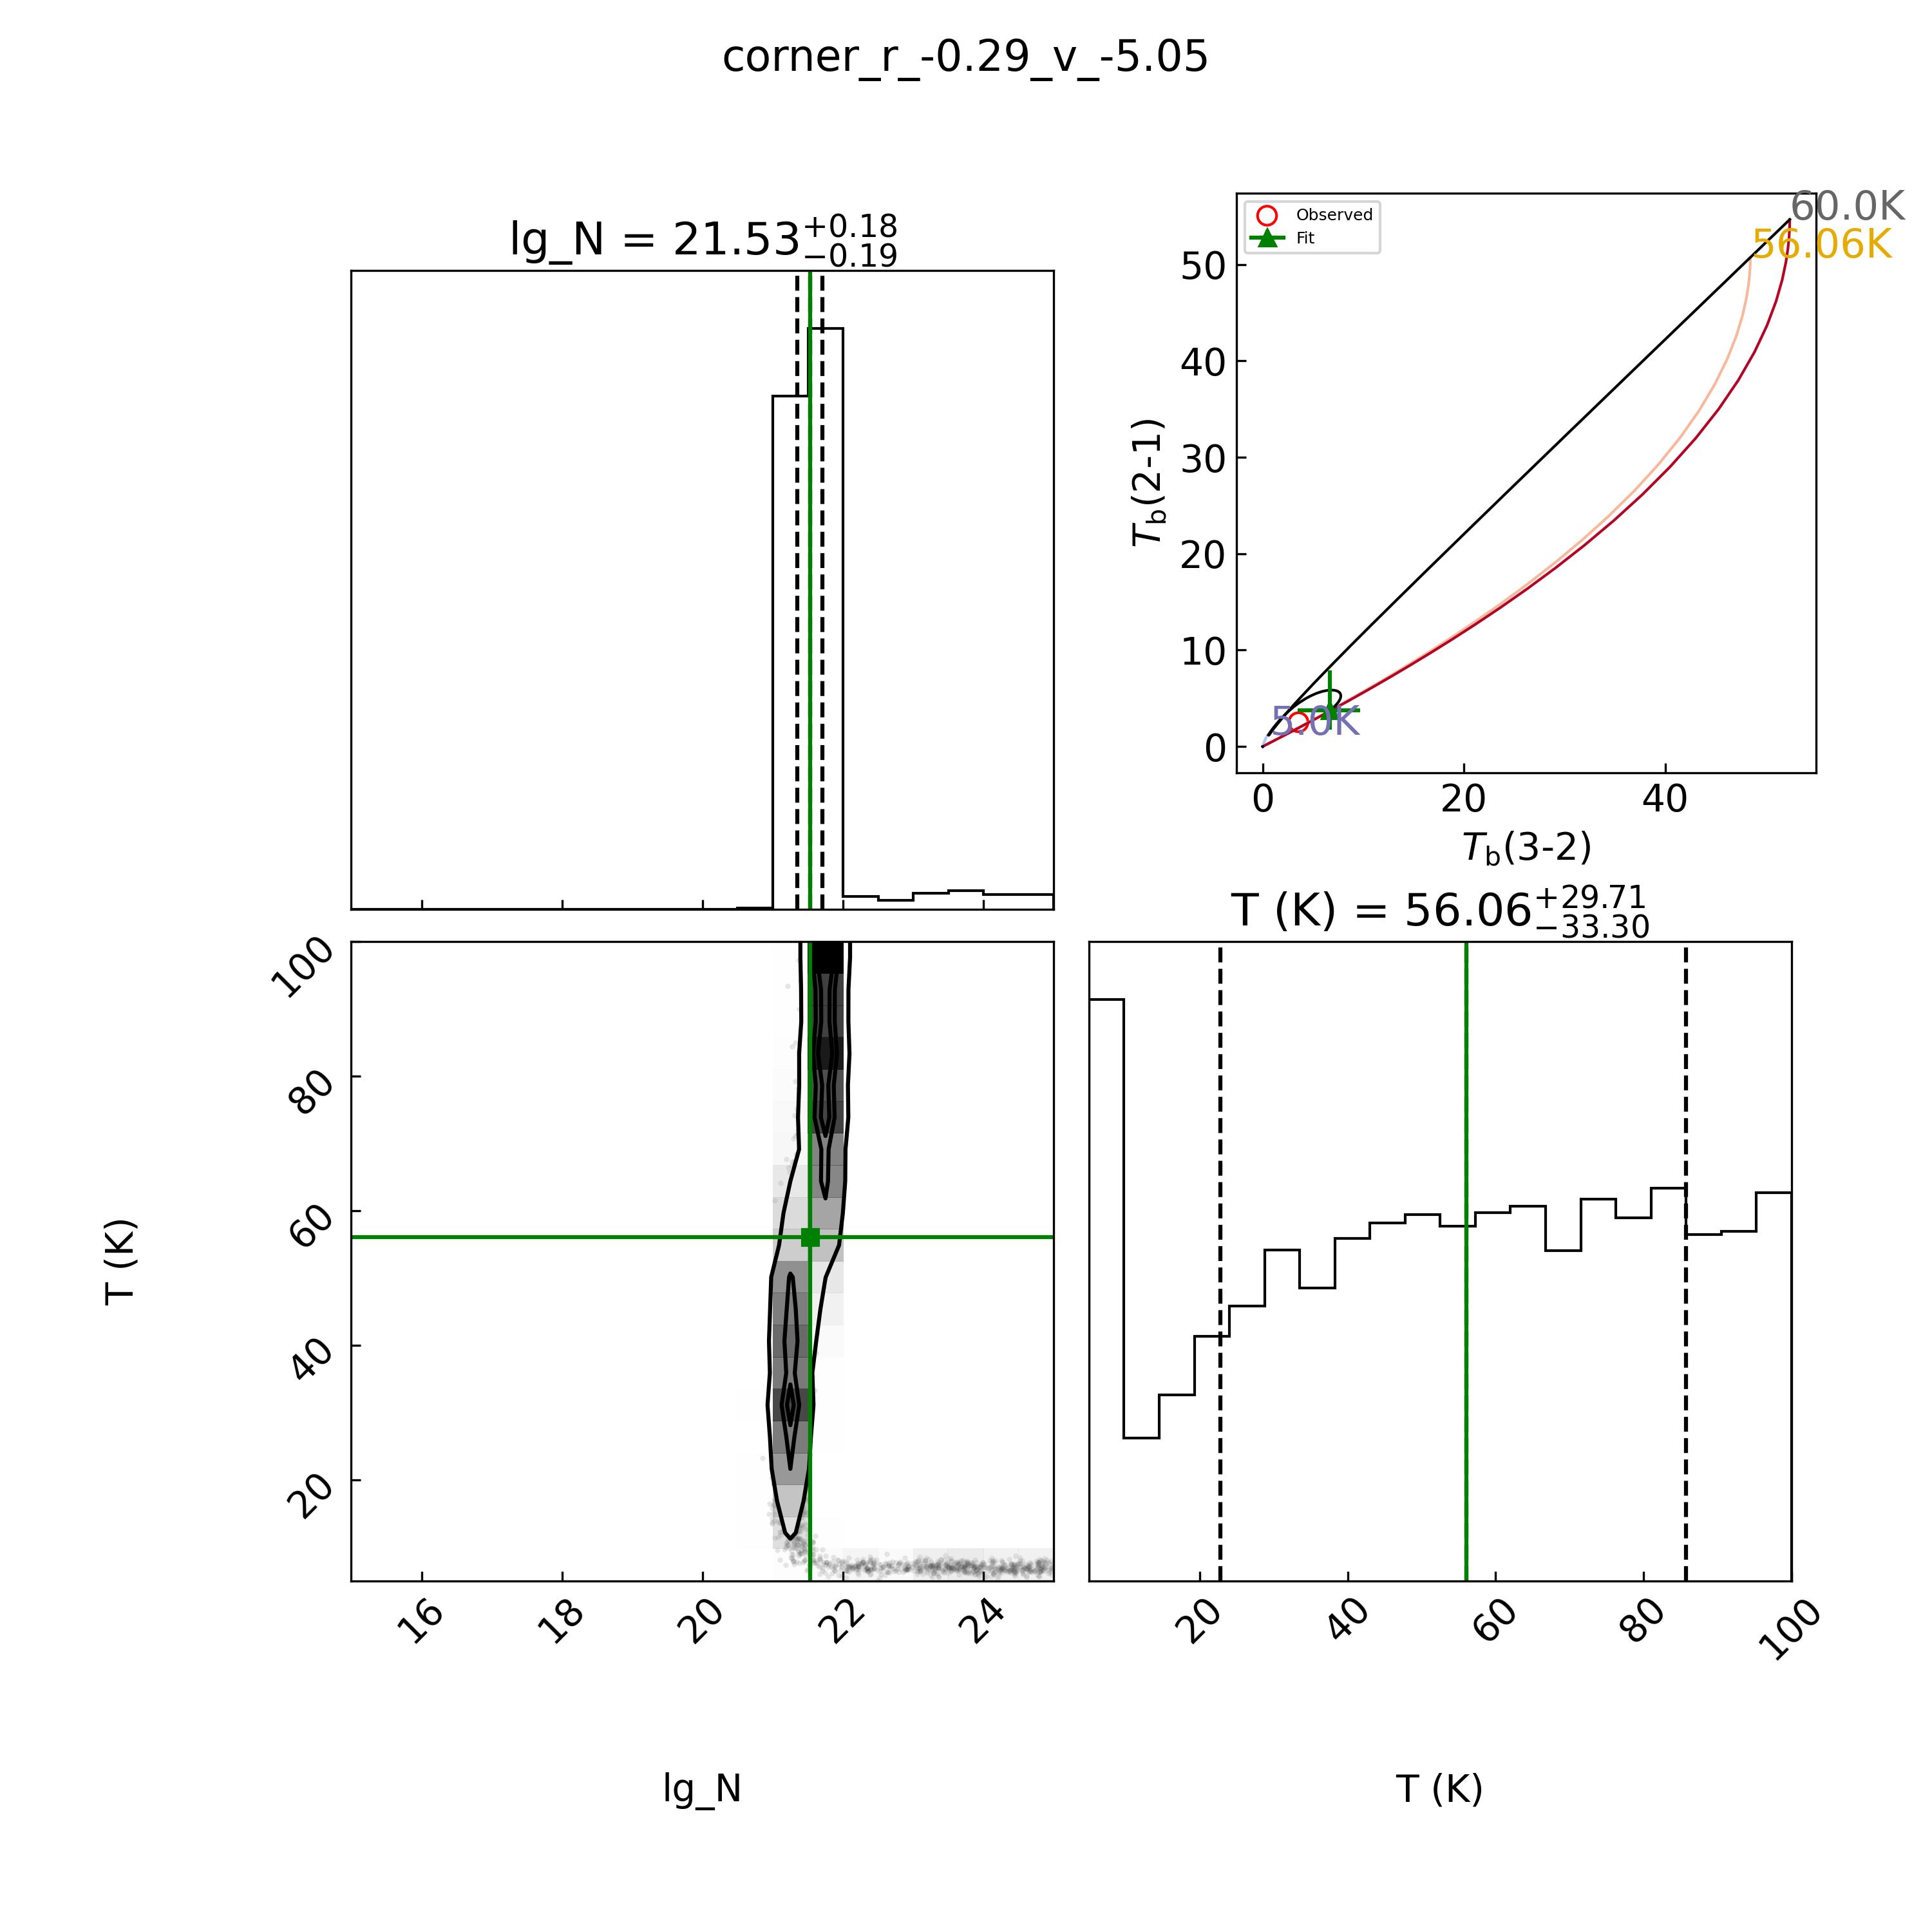 corner_r_-0.29_v_-5.05
lg_N = 21.53+0.18−0.19
Observed
Fit
60.0K
56.06K
5.0K
50
40
30
20
10
0
Tb(2-1)
0 20 40
Tb(3-2)
T (K) = 56.06+29.71−33.30
100
80
60
40
20
T (K)
16 18 20 22 24
lg_N
20 40 60 80 100
T (K)